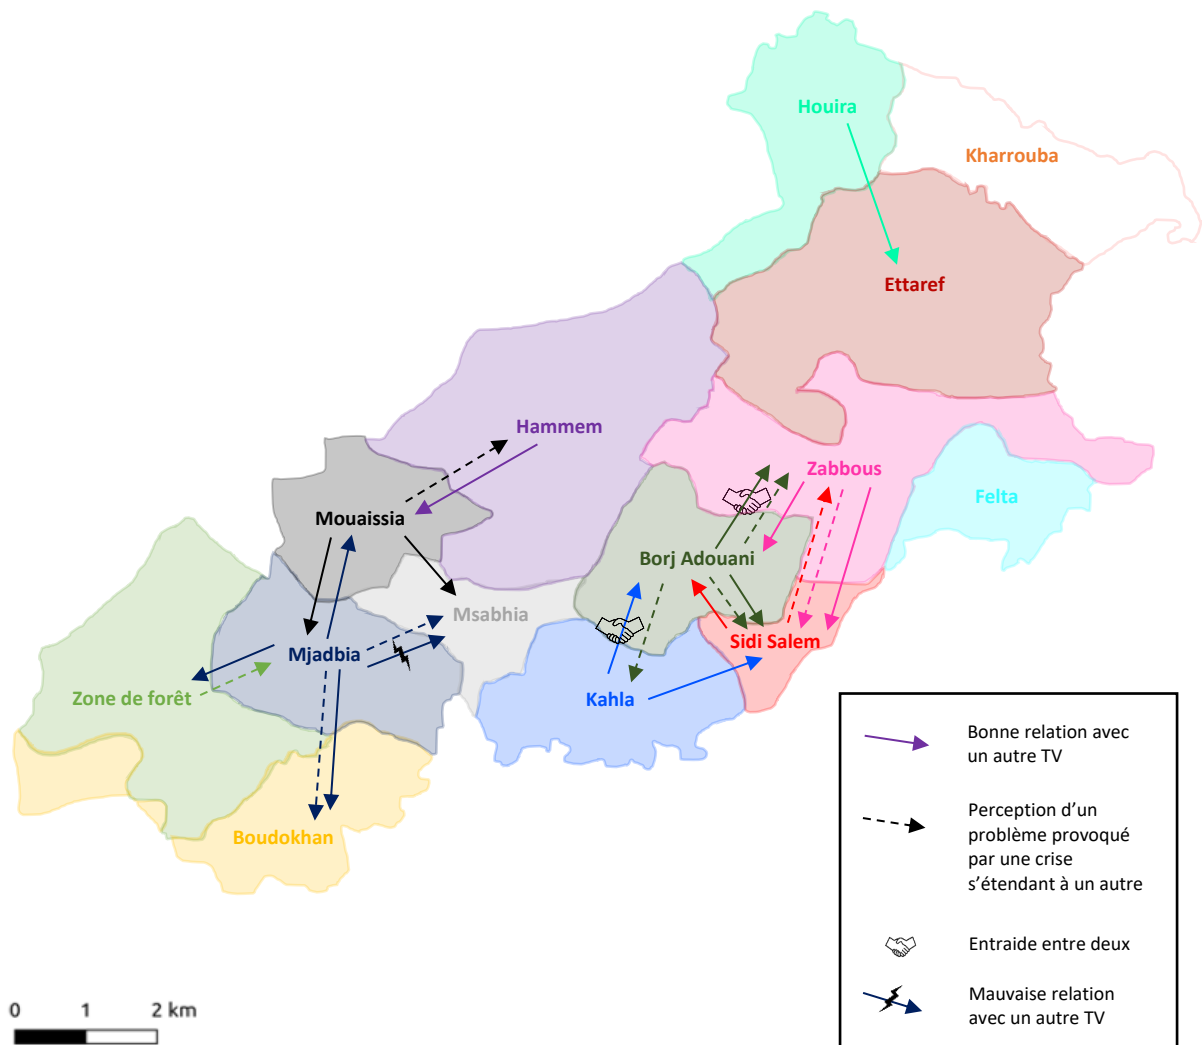 Houira
Kharrouba
Ettaref
Hammem
Zabbous
Felta
Mouaissia
Borj Adouani
Msabhia
Sidi Salem
Mjadbia
Zone de forêt
Kahla
Boudokhan
Bonne relation avec
un autre TV
Perception d’un
problème provoqué
par une crise
s’étendant à un autre
Entraide entre deux
Mauvaise relation
avec un autre TV
0 1 2 km